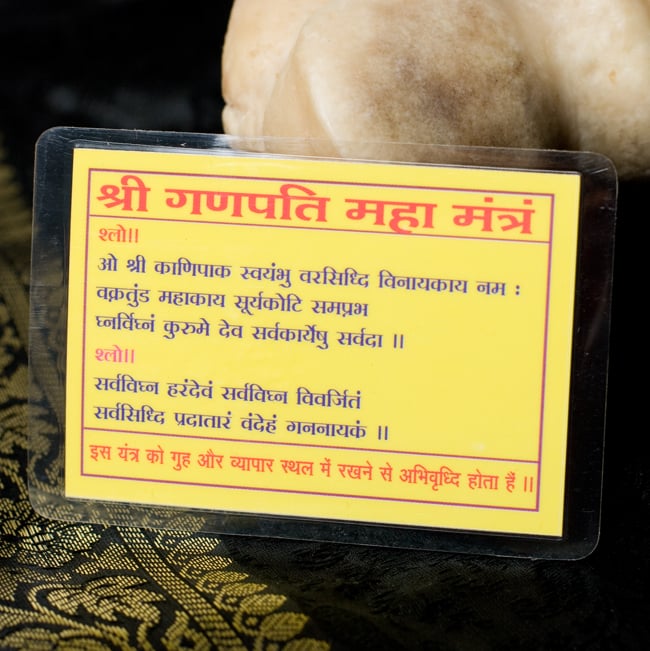 श्री गणपति महा मंत्रं
श्लो।।
ओ श्री काणिपाक स्वयंभु वरसिध्दि विनायकाय नम :
वक्रतुंड महाकाय सूर्यकोटि समप्रभ
घ्नर्विघ्नं कुरुमे देव सर्वकार्येषु सर्वदा ।।
श्लो।।
सर्वविघ्न हरंदेवं सर्वविघ्न विवर्जितं
सर्वसिध्दि प्रदातारं वंदेहं गननायकं ।।
इस यंत्र को गुह और व्यापार स्थल में रखने से अभिवृध्दि होता हैं ।।